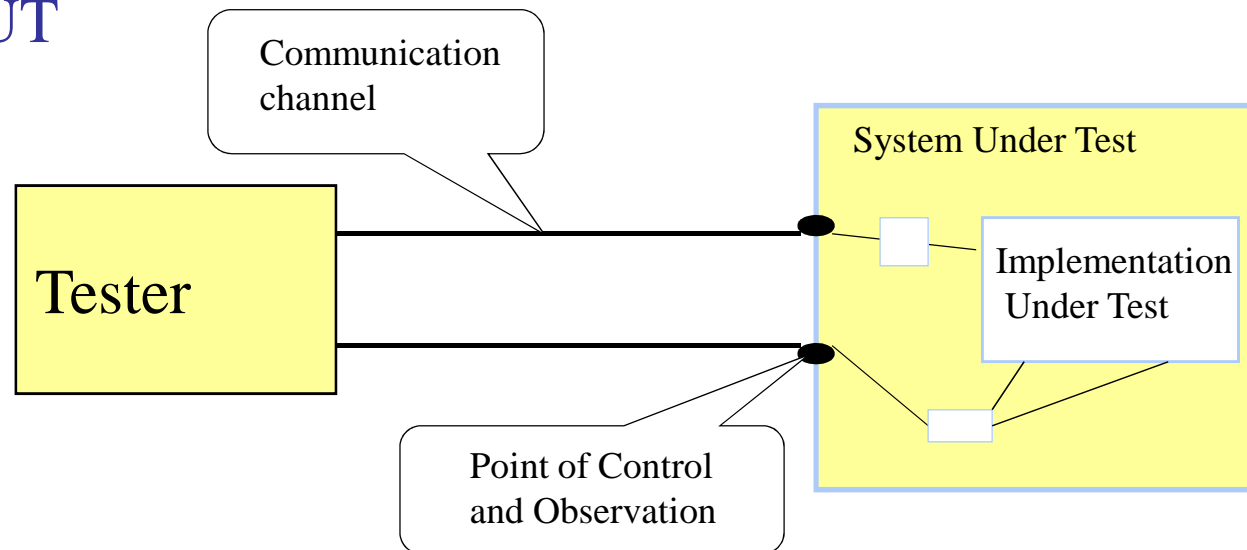 UT
Communication
channel
System Under Test
Tester
Implementation
Under Test
Point of Control
and Observation